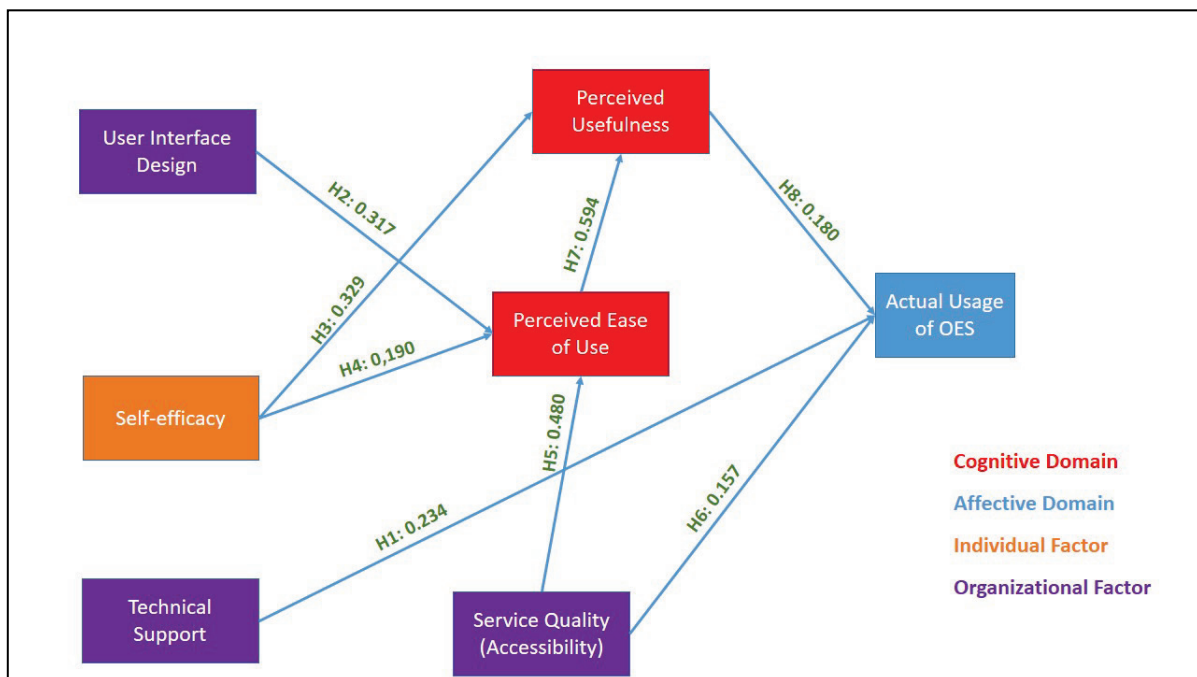 Perceived
Usefulness
User Interface
Design
H2: 0.317
H8: 0.180
H7: 0.594
H3: 0.329
Perceived Ease
of Use
Actual Usage
of OES
H4: 0,190
Self-efficacy
H5: 0.480
Cognitive Domain
H6: 0.157
Affective Domain
H1: 0.234
Individual Factor
Organizational Factor
Technical
Support
Service Quality
(Accessibility)